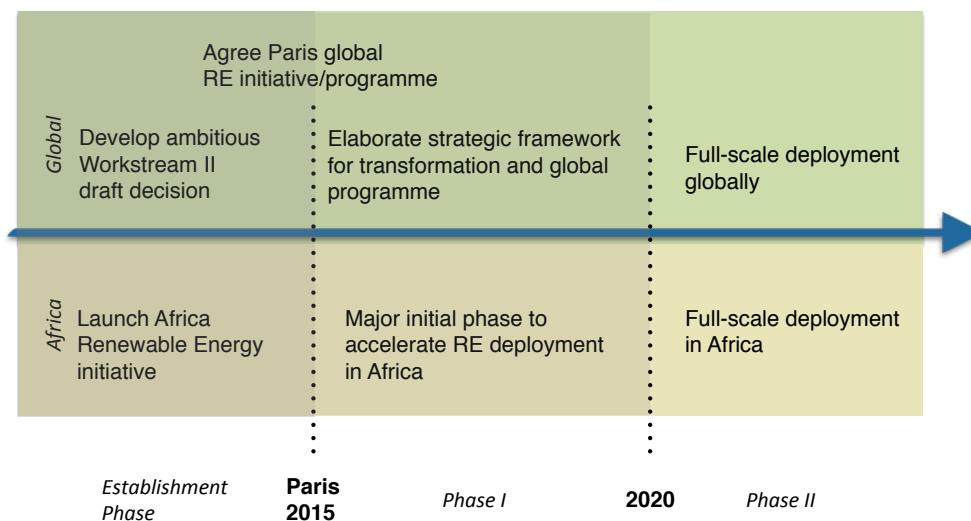 Agree Paris global
RE initiative/programme
Global
Develop ambitious
Workstream II
draft decision
Elaborate strategic framework
for transformation and global
programme
Full-scale deployment
globally
Africa
Launch Africa
Renewable Energy
initiative
Major initial phase to
accelerate RE deployment
in Africa
Full-scale deployment
in Africa
Establishment
Phase
Paris
2015
Phase I
2020
Phase II